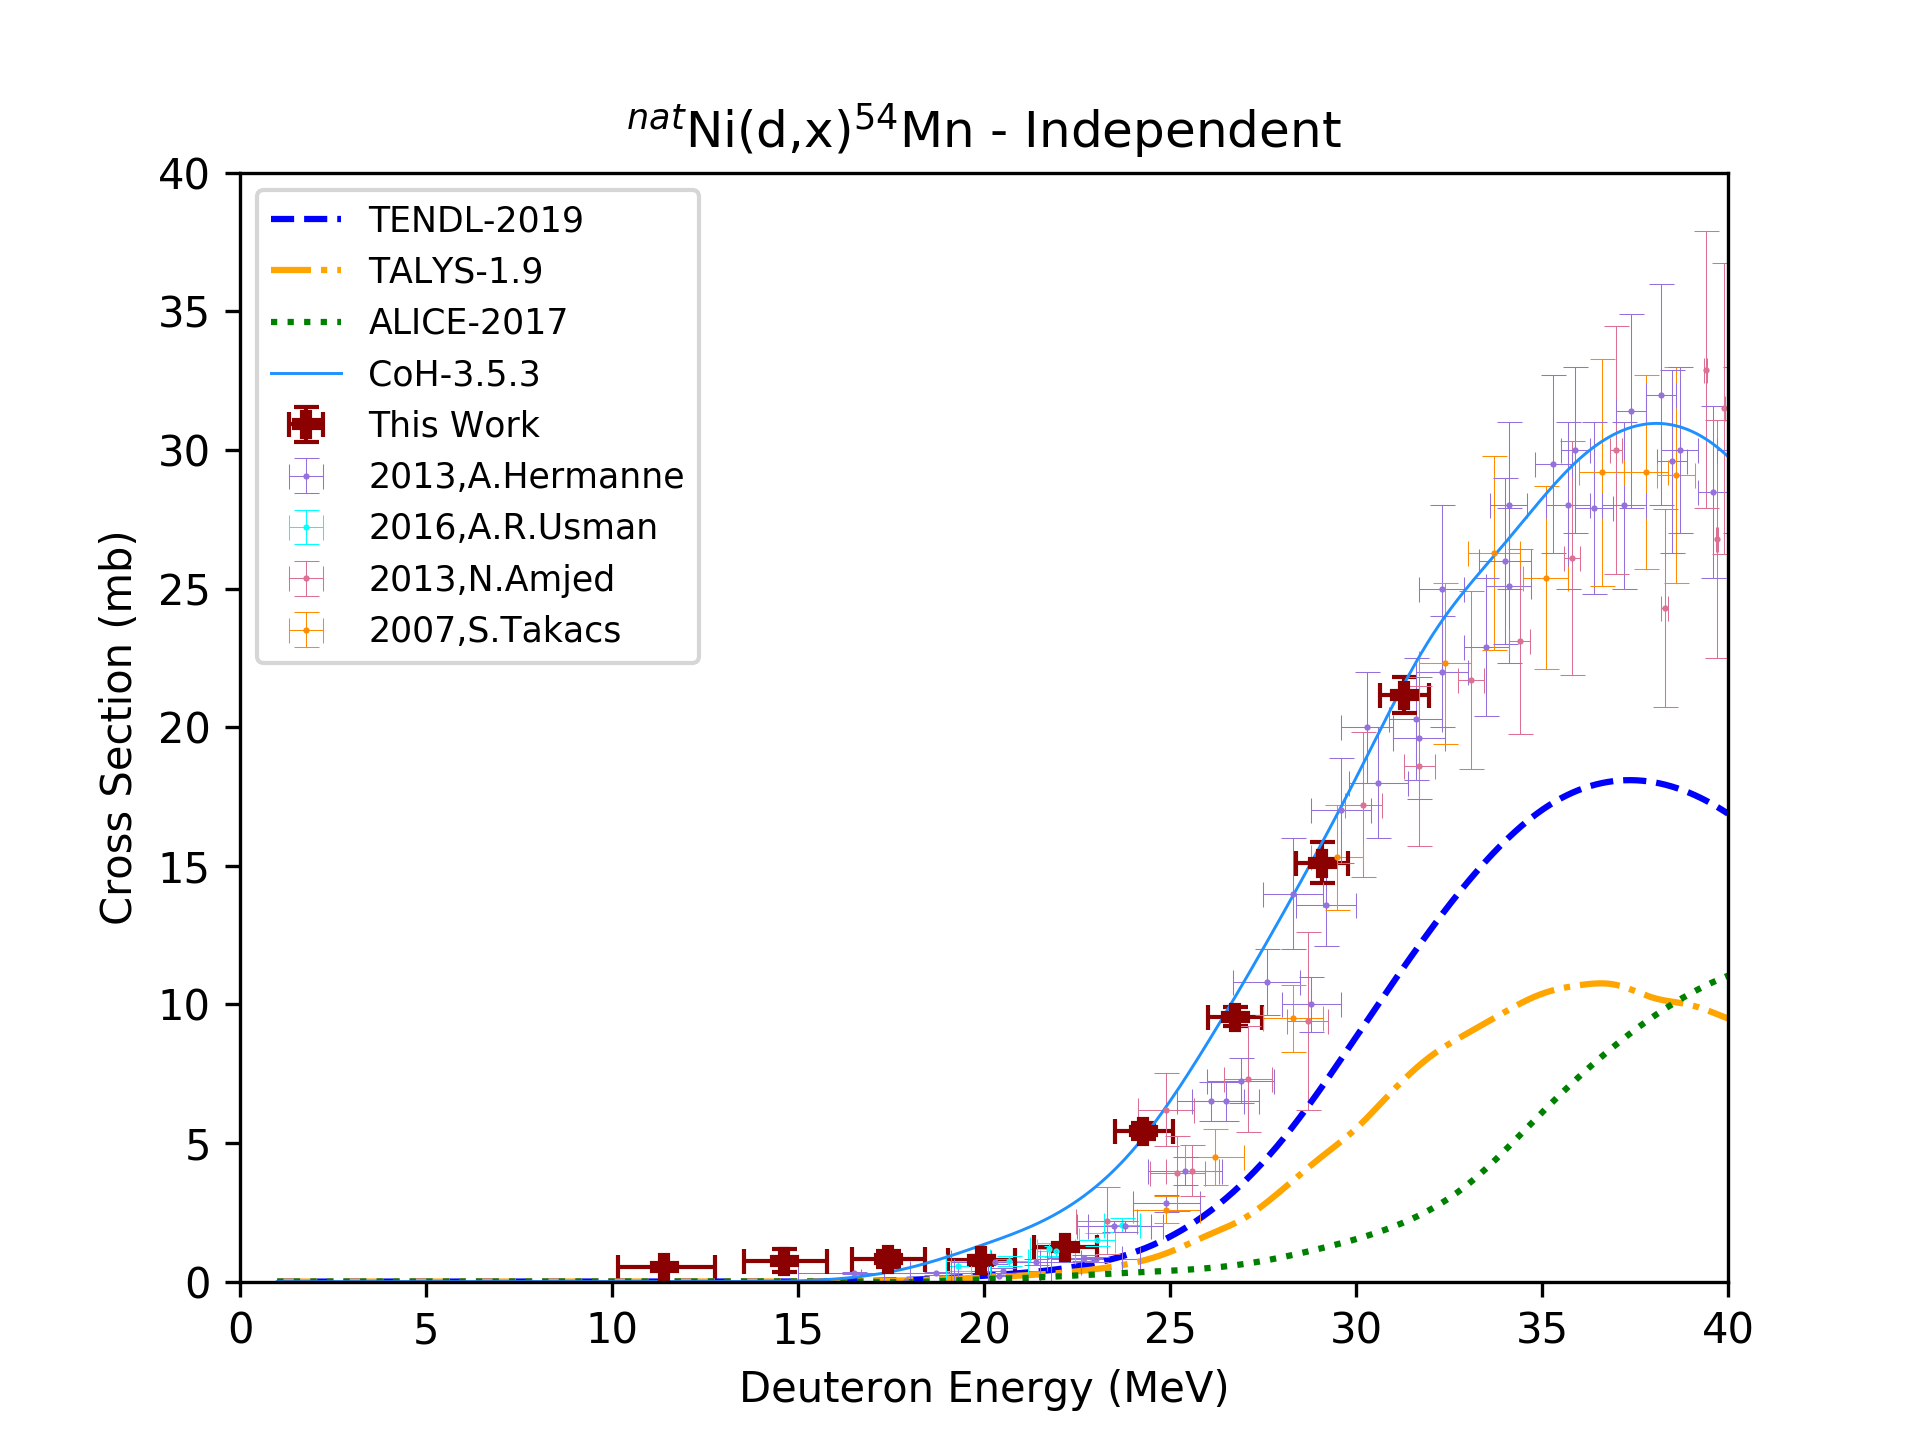 ⁿᵃᵗNi(d,x)⁵⁴Mn - Independent
40
35
30
25
20
15
10
5
0
Cross Section (mb)
TENDL-2019
TALYS-1.9
ALICE-2017
CoH-3.5.3
This Work
2013,A.Hermanne
2016,A.R.Usman
2013,N.Amjed
2007,S.Takacs
0 5 10 15 20 25 30 35 40
Deuteron Energy (MeV)